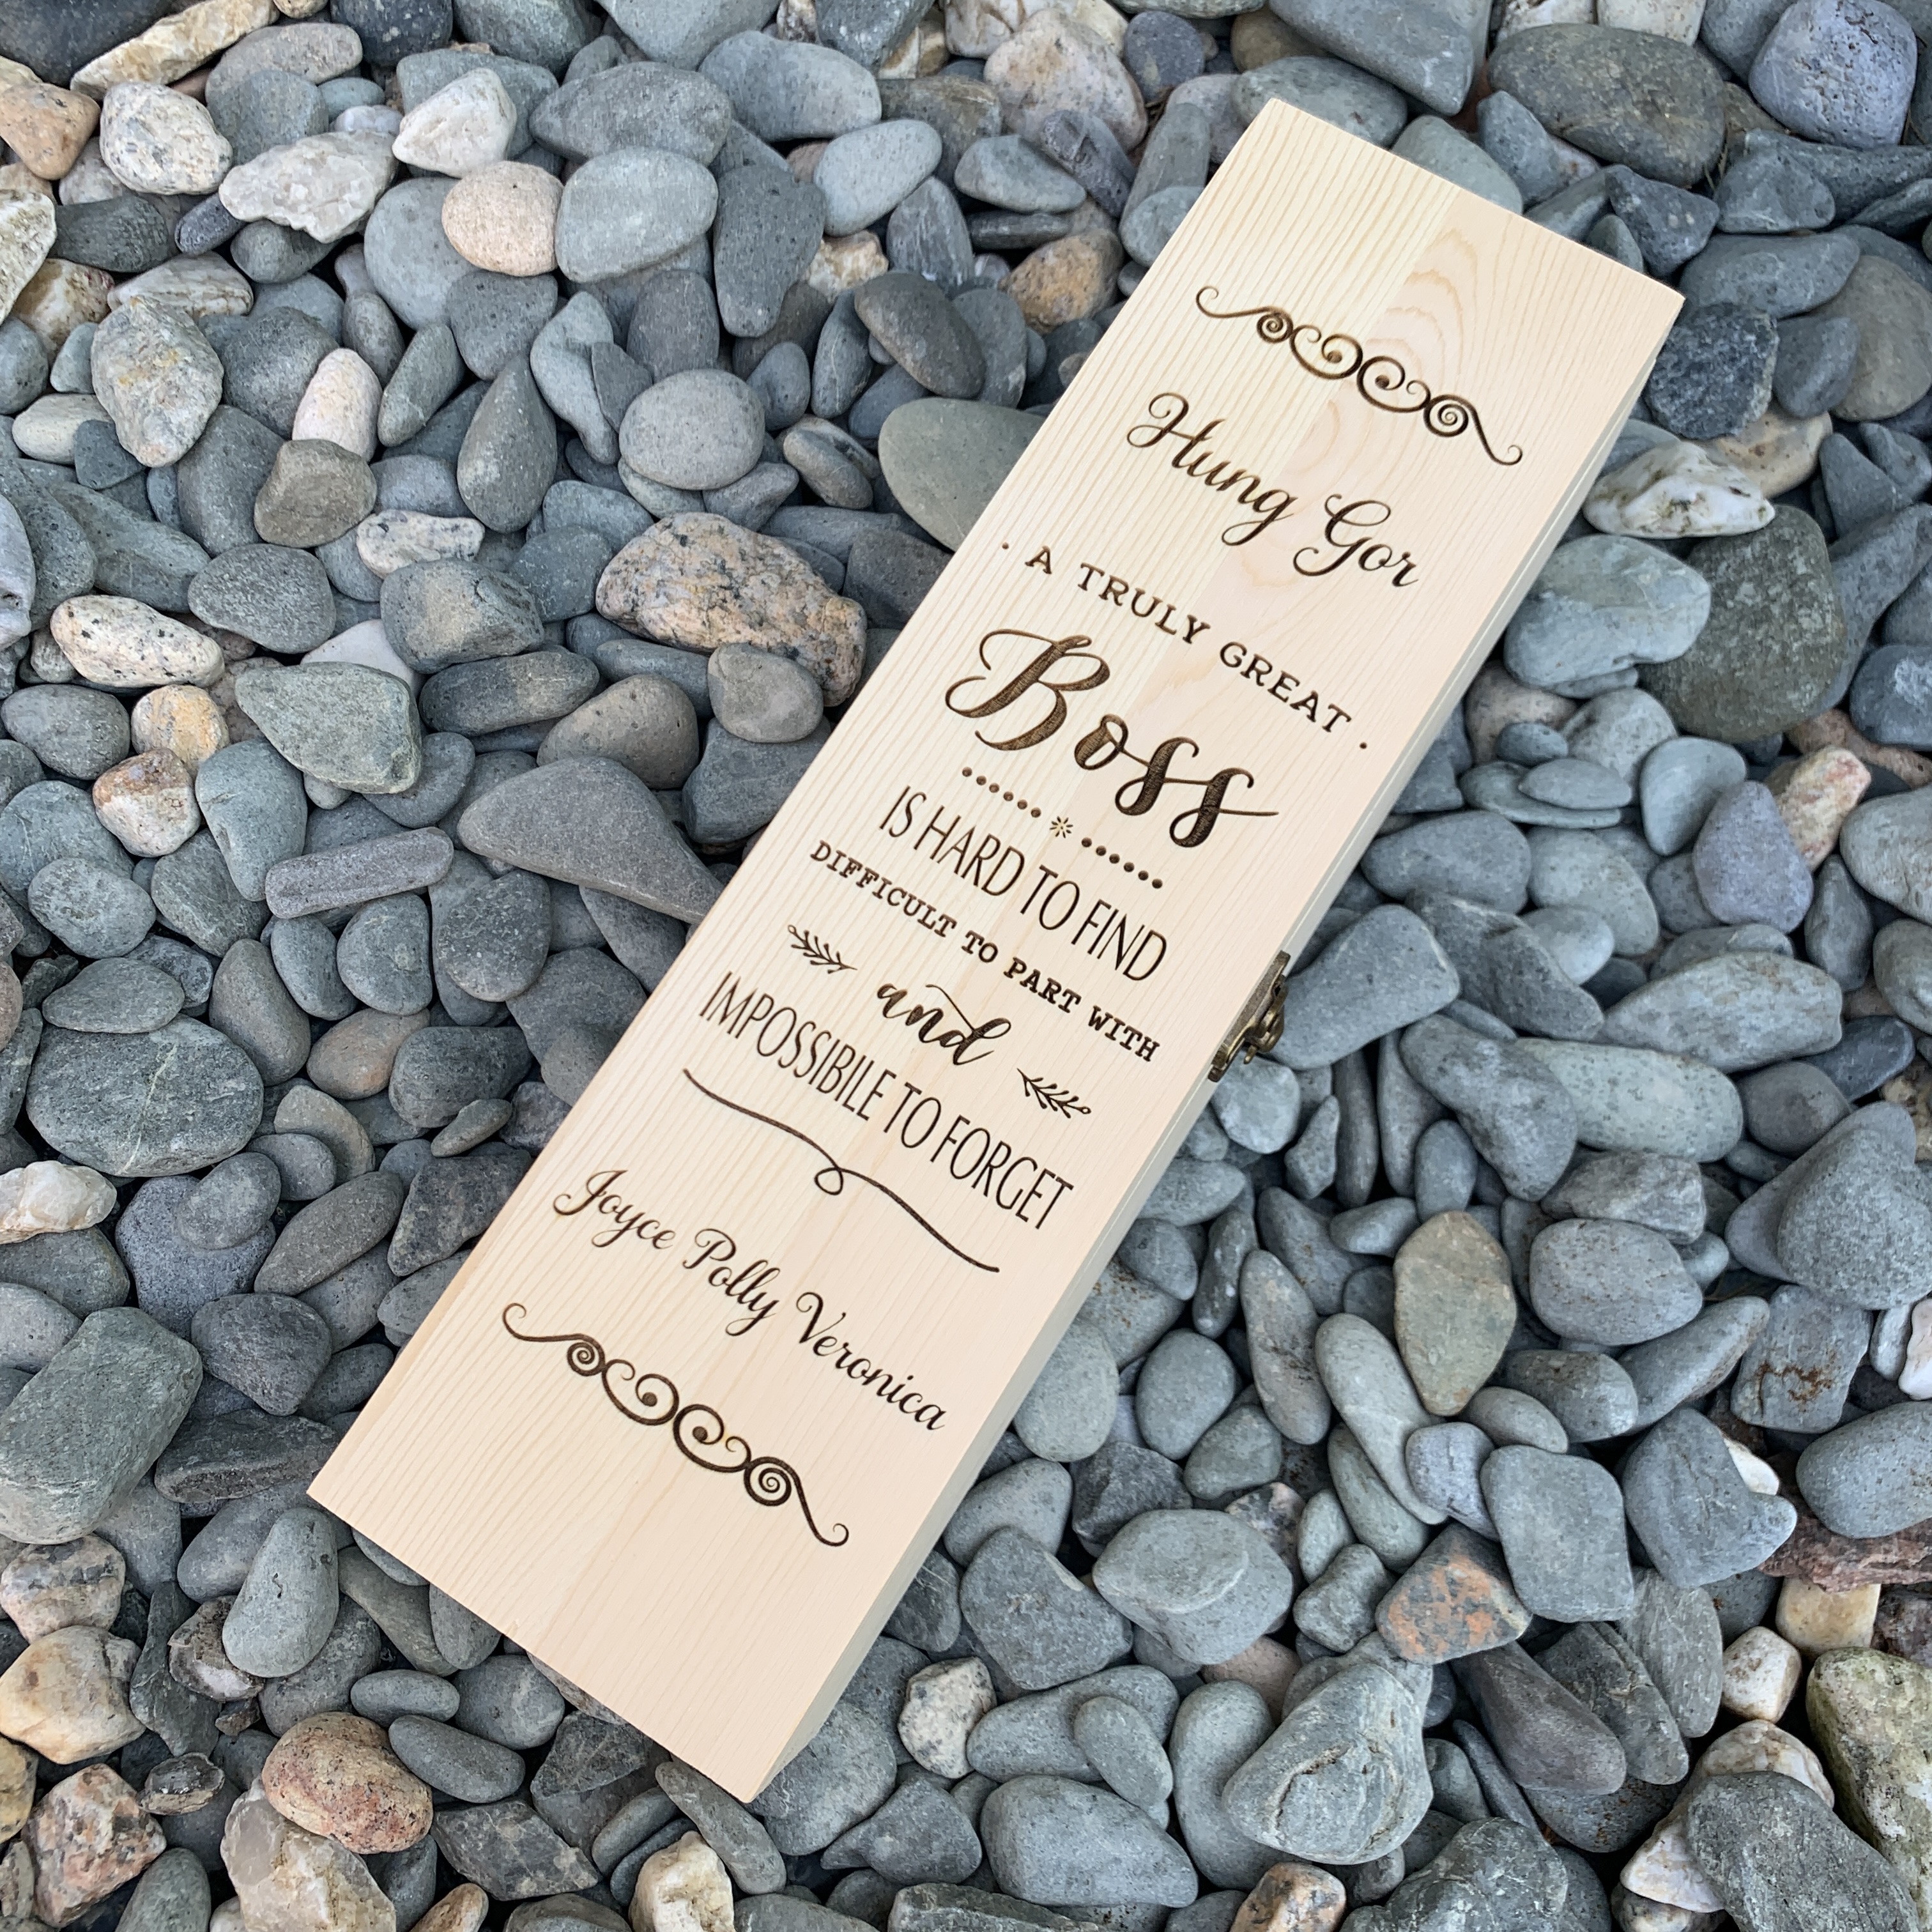 Hung Gor
· A TRULY GREAT ·
Boss
IS HARD TO FIND
DIFFICULT TO PART WITH
and
IMPOSSIBILE TO FORGET
Joyce Polly Veronica